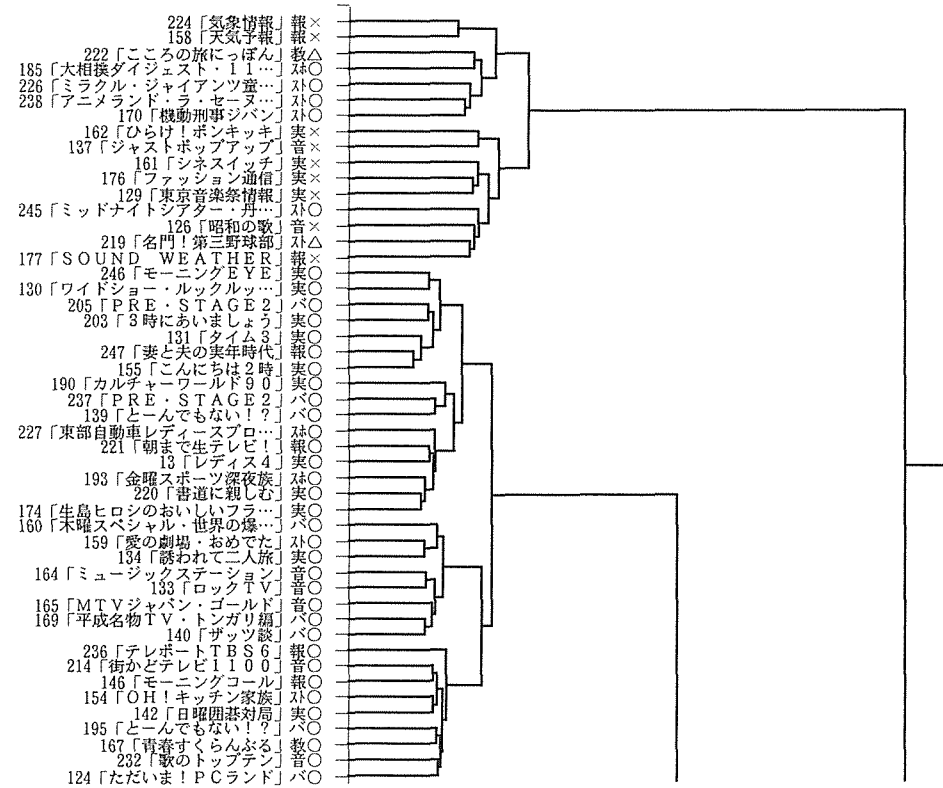 224「気象情報」報×
158「天気予報」報×
222「こころの旅にっぽん」教△
185「大相撲ダイジェスト・１１…」ｽﾎ○
226「ミラクル・ジャイアンツ童…」ｽﾄ○
238「アニメランド・ラ・セーヌ…」ｽﾄ○
170「機動刑事ジバン」ｽﾄ○
162「ひらけ！ポンキッキ」実×
137「ジャストポップアップ」音×
161「シネスイッチ」実×
176「ファッション通信」実×
129「東京音楽祭情報」実×
245「ミッドナイトシアター・丹…」ｽﾄ○
126「昭和の歌」音×
219「名門！第三野球部」ｽﾄ△
177「ＳＯＵＮＤ　ＷＥＡＴＨＥＲ」報×
246「モーニングＥＹＥ」実○
130「ワイドショー・ルックルッ…」実○
205「ＰＲＥ・ＳＴＡＧＥ２」バ○
203「３時にあいましょう」実○
131「タイム３」実○
247「妻と夫の実年時代」報○
155「こんにちは２時」実○
190「カルチャーワールド９０」実○
237「ＰＲＥ・ＳＴＡＧＥ２」バ○
139「とーんでもない！？」バ○
227「東部自動車レディースプロ…」ｽﾎ○
221「朝まで生テレビ！」報○
13「レディス４」実○
193「金曜スポーツ深夜族」ｽﾎ○
220「書道に親しむ」実○
174「生島ヒロシのおいしいフラ…」実○
160「木曜スペシャル・世界の爆…」バ○
159「愛の劇場・おめでた」ｽﾄ○
134「誘われて二人旅」実○
164「ミュージックステーション」音○
133「ロックＴＶ」音○
165「ＭＴＶジャパン・ゴールド」音○
169「平成名物ＴＶ・トンガリ編」バ○
140「ザッツ談」バ○
236「テレポートＴＢＳ６」報○
214「街かどテレビ１１００」音○
146「モーニングコール」報○
154「ＯＨ！キッチン家族」ｽﾄ○
142「日曜囲碁対局」実○
195「とーんでもない！？」バ○
167「青春すくらんぶる」教○
232「歌のトップテン」音○
124「ただいま！ＰＣランド」バ○